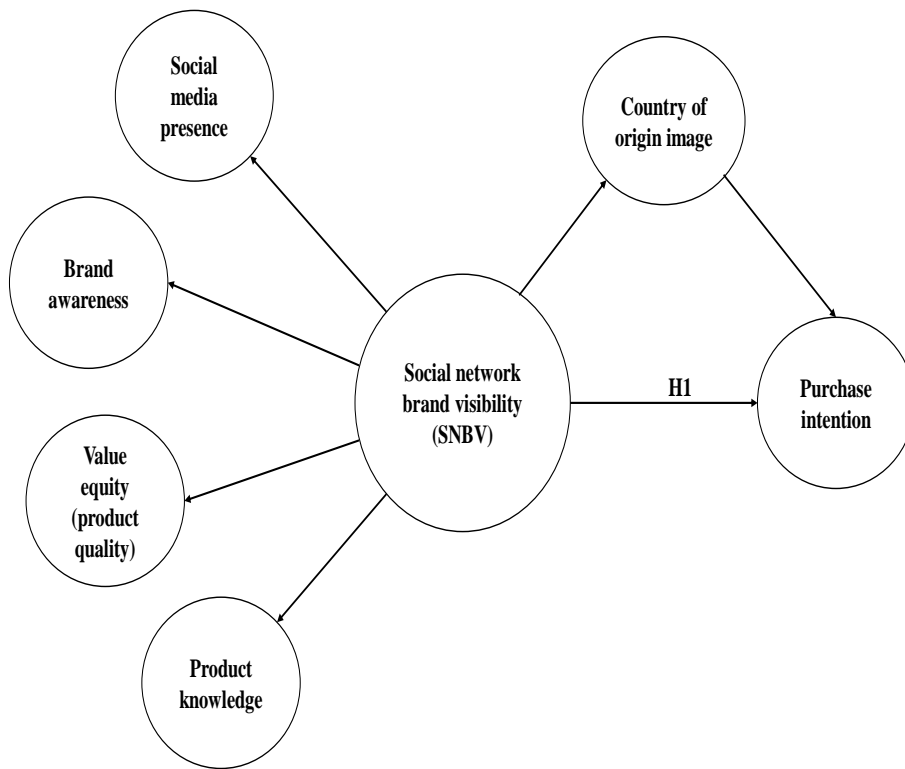 Social
media
presence
Country of
origin image
Brand
awareness
Social network
brand visibility
(SNBV)
H1
Purchase
intention
Value
equity
(product
quality)
Product
knowledge